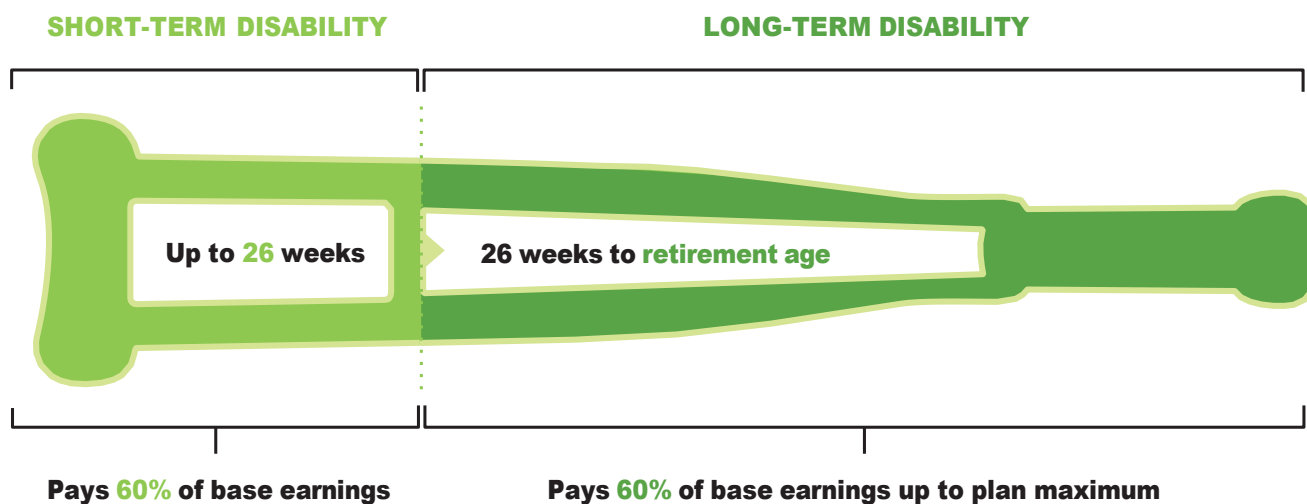 SHORT-TERM DISABILITY
LONG-TERM DISABILITY
Up to 26 weeks
26 weeks to retirement age
Pays 60% of base earnings
Pays 60% of base earnings up to plan maximum